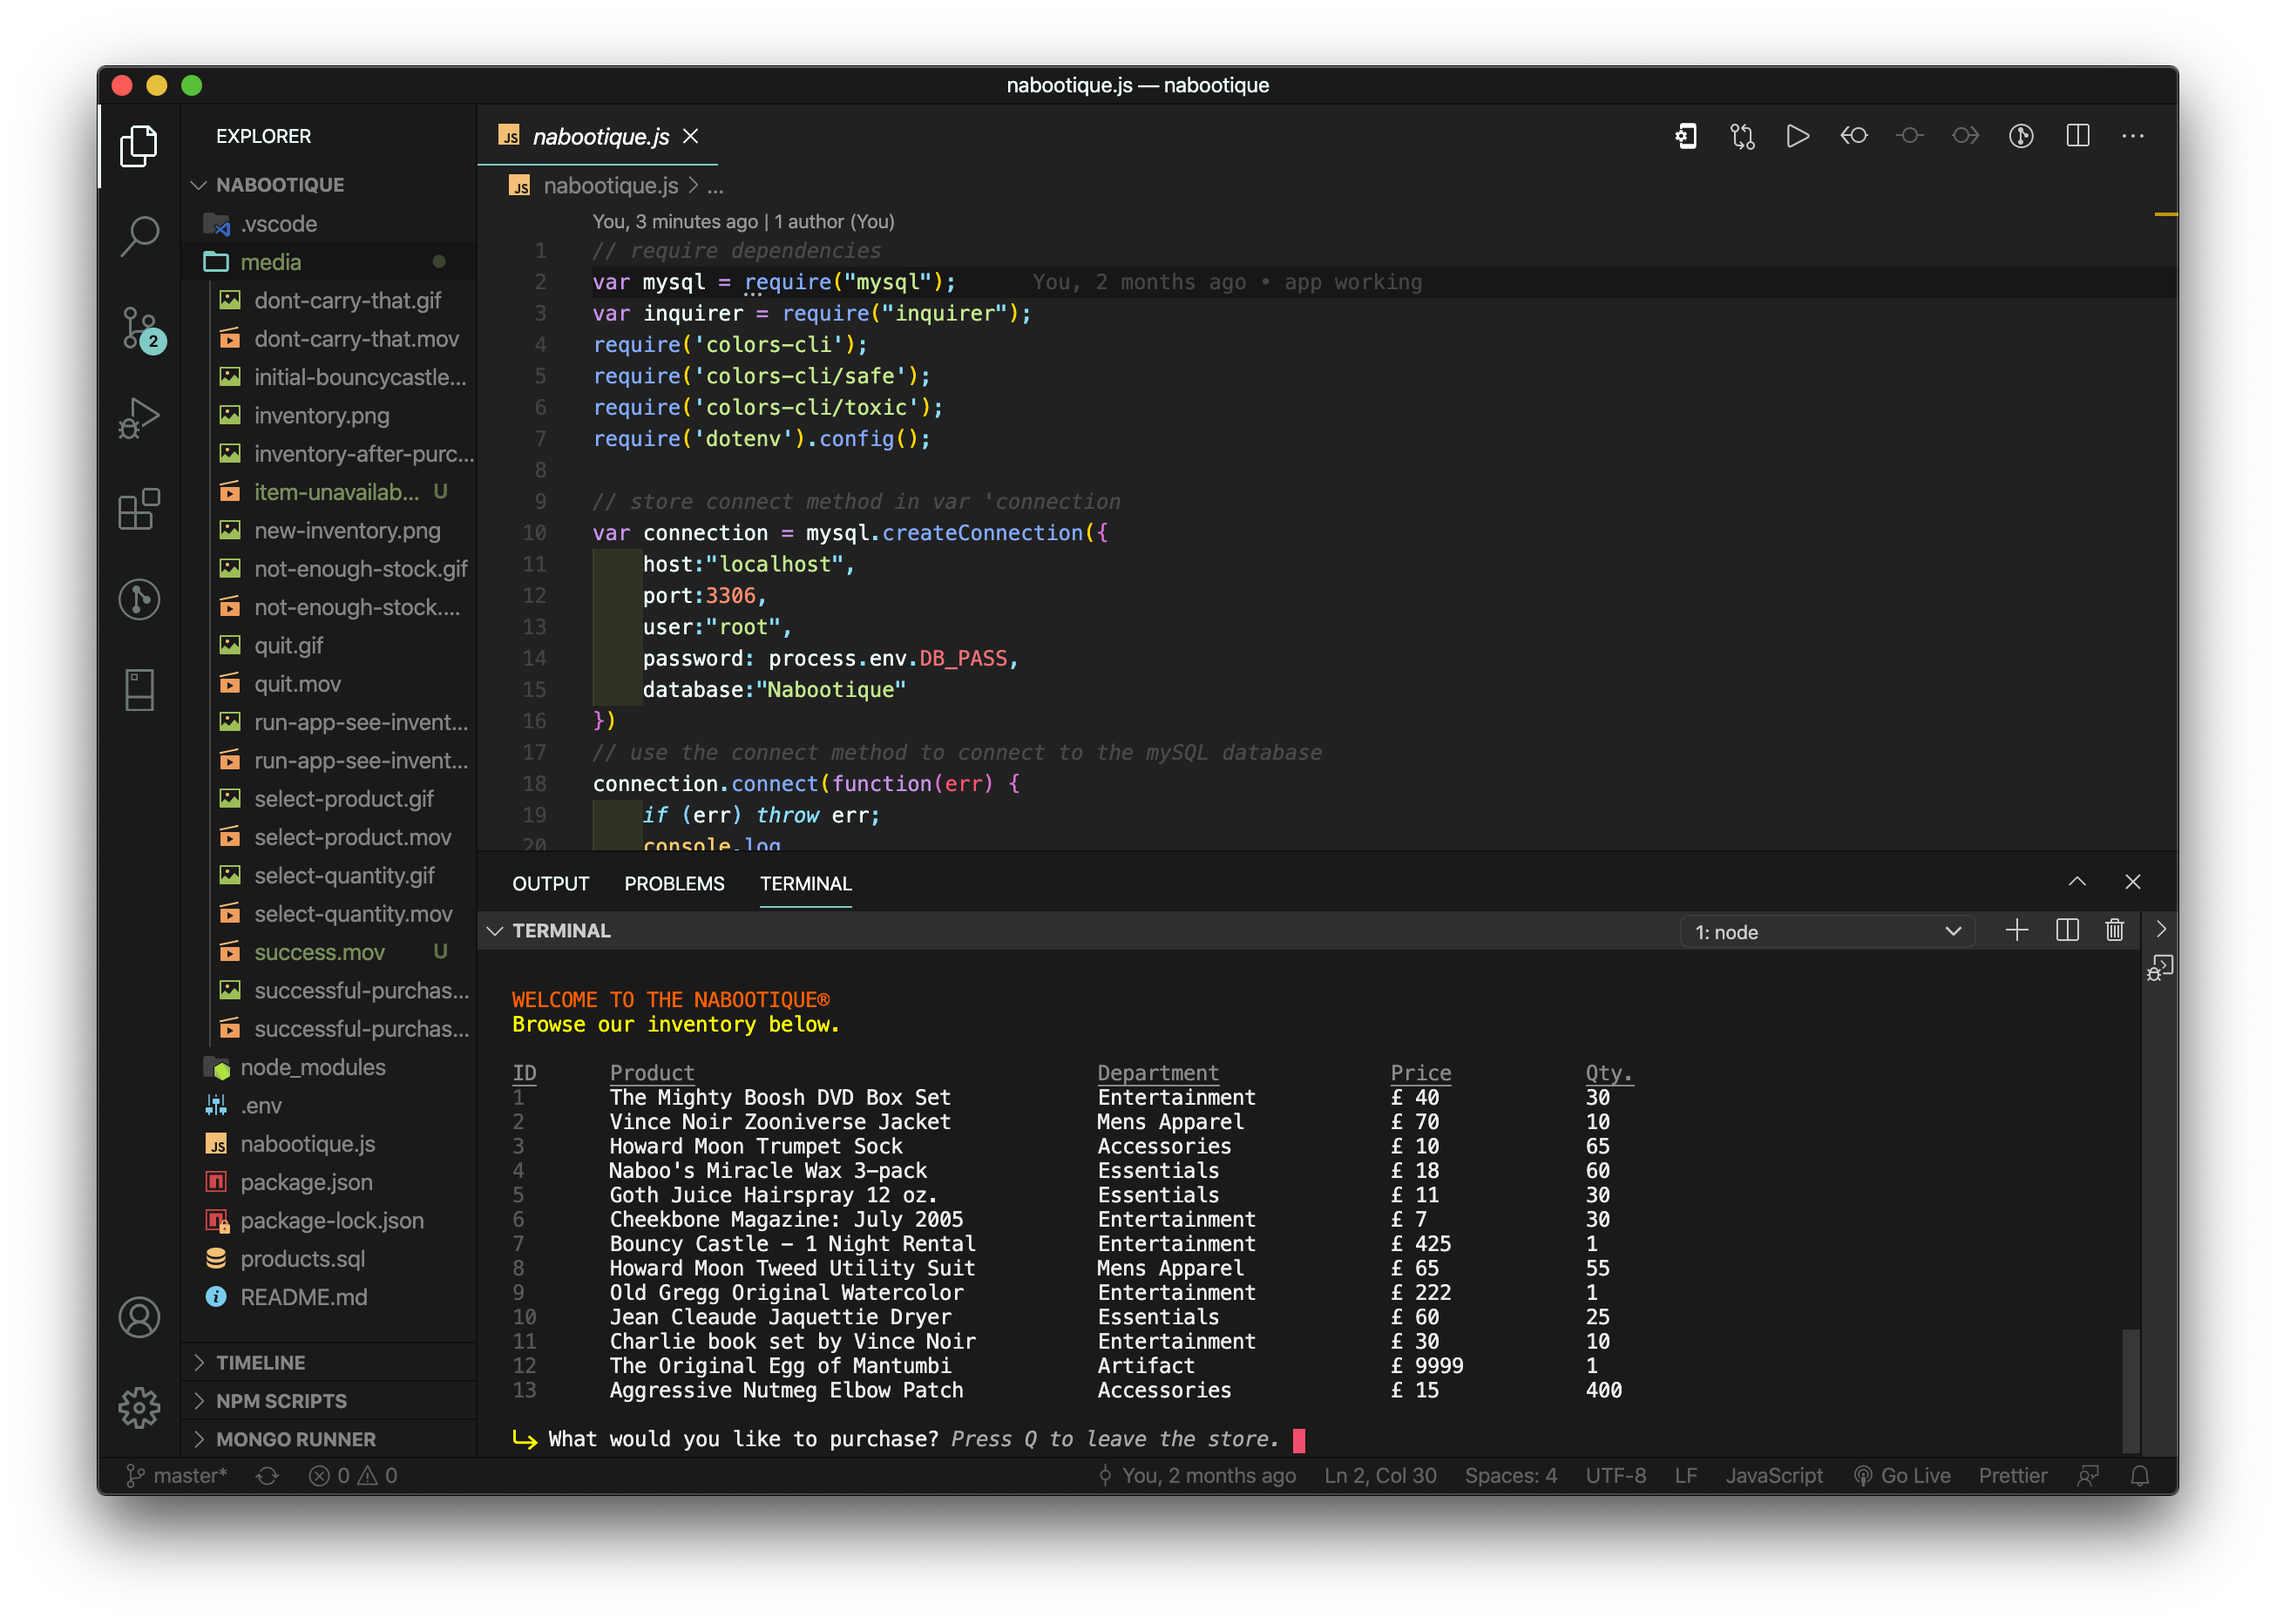 nabootique.js — nabootique
EXPLORER
NABOOTIQUE
.vscode
media
dont-carry-that.gif
dont-carry-that.mov
initial-bouncycastle...
inventory.png
inventory-after-purc...
item-unavailab... U
new-inventory.png
not-enough-stock.gif
not-enough-stock....
quit.gif
quit.mov
run-app-see-invent...
run-app-see-invent...
select-product.gif
select-product.mov
select-quantity.gif
select-quantity.mov
success.mov U
successful-purchas...
successful-purchas...
node_modules
.env
JS nabootique.js
package.json
package-lock.json
products.sql
README.md
TIMELINE
NPM SCRIPTS
MONGO RUNNER
2
JS nabootique.js
JS nabootique.js > ...
You, 3 minutes ago | 1 author (You)
1 // require dependencies
2 var mysql = require("mysql"); You, 2 months ago • app working
3 var inquirer = require("inquirer");
4 require('colors-cli');
5 require('colors-cli/safe');
6 require('colors-cli/toxic');
7 require('dotenv').config();
8
9 // store connect method in var 'connection
10 var connection = mysql.createConnection({
11 host:"localhost",
12 port:3306,
13 user:"root",
14 password: process.env.DB_PASS,
15 database:"Nabootique"
16 })
17 // use the connect method to connect to the mySQL database
18 connection.connect(function(err) {
19 if (err) throw err;
20 console.log
OUTPUT PROBLEMS TERMINAL
TERMINAL 1: node
WELCOME TO THE NABOOTIQUE®
Browse our inventory below.
ID Product Department Price Qty.
1 The Mighty Boosh DVD Box Set Entertainment £ 40 30
2 Vince Noir Zooniverse Jacket Mens Apparel £ 70 10
3 Howard Moon Trumpet Sock Accessories £ 10 65
4 Naboo's Miracle Wax 3-pack Essentials £ 18 60
5 Goth Juice Hairspray 12 oz. Essentials £ 11 30
6 Cheekbone Magazine: July 2005 Entertainment £ 7 30
7 Bouncy Castle - 1 Night Rental Entertainment £ 425 1
8 Howard Moon Tweed Utility Suit Mens Apparel £ 65 55
9 Old Gregg Original Watercolor Entertainment £ 222 1
10 Jean Cleaude Jaquettie Dryer Essentials £ 60 25
11 Charlie book set by Vince Noir Entertainment £ 30 10
12 The Original Egg of Mantumbi Artifact £ 9999 1
13 Aggressive Nutmeg Elbow Patch Accessories £ 15 400
What would you like to purchase? Press Q to leave the store.
master* 0 0 You, 2 months ago Ln 2, Col 30 Spaces: 4 UTF-8 LF JavaScript Go Live Prettier